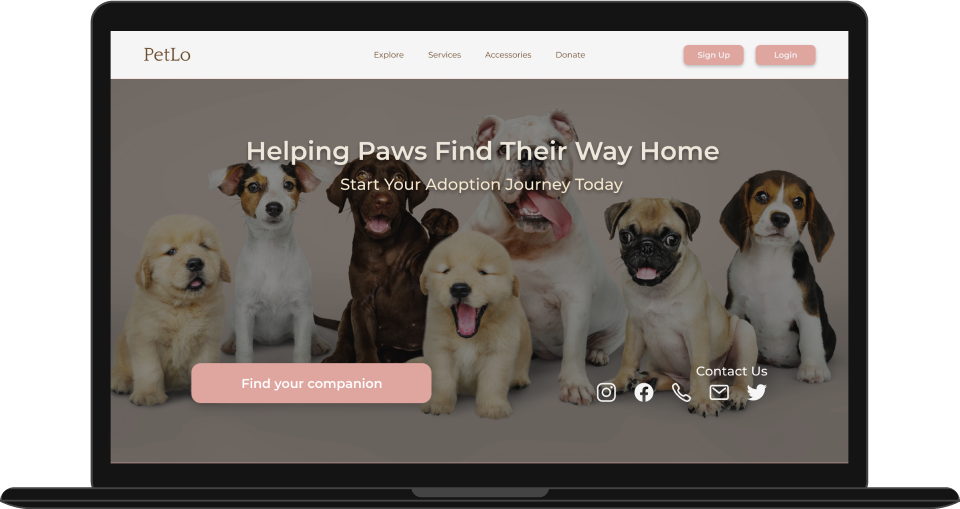 PetLo
Explore
Services
Accessories
Donate
Sign Up
Login
Helping Paws Find Their Way Home
Start Your Adoption Journey Today
Find your companion
Contact Us